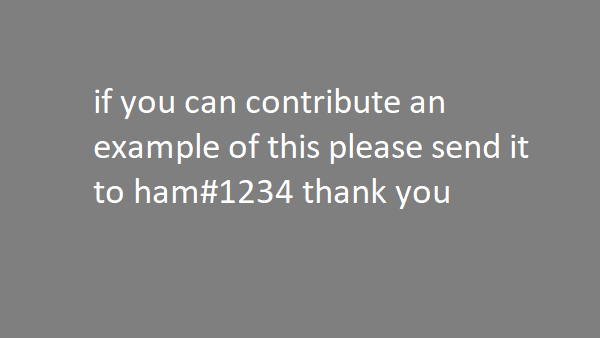 if you can contribute an
example of this please send it
to ham#1234 thank you